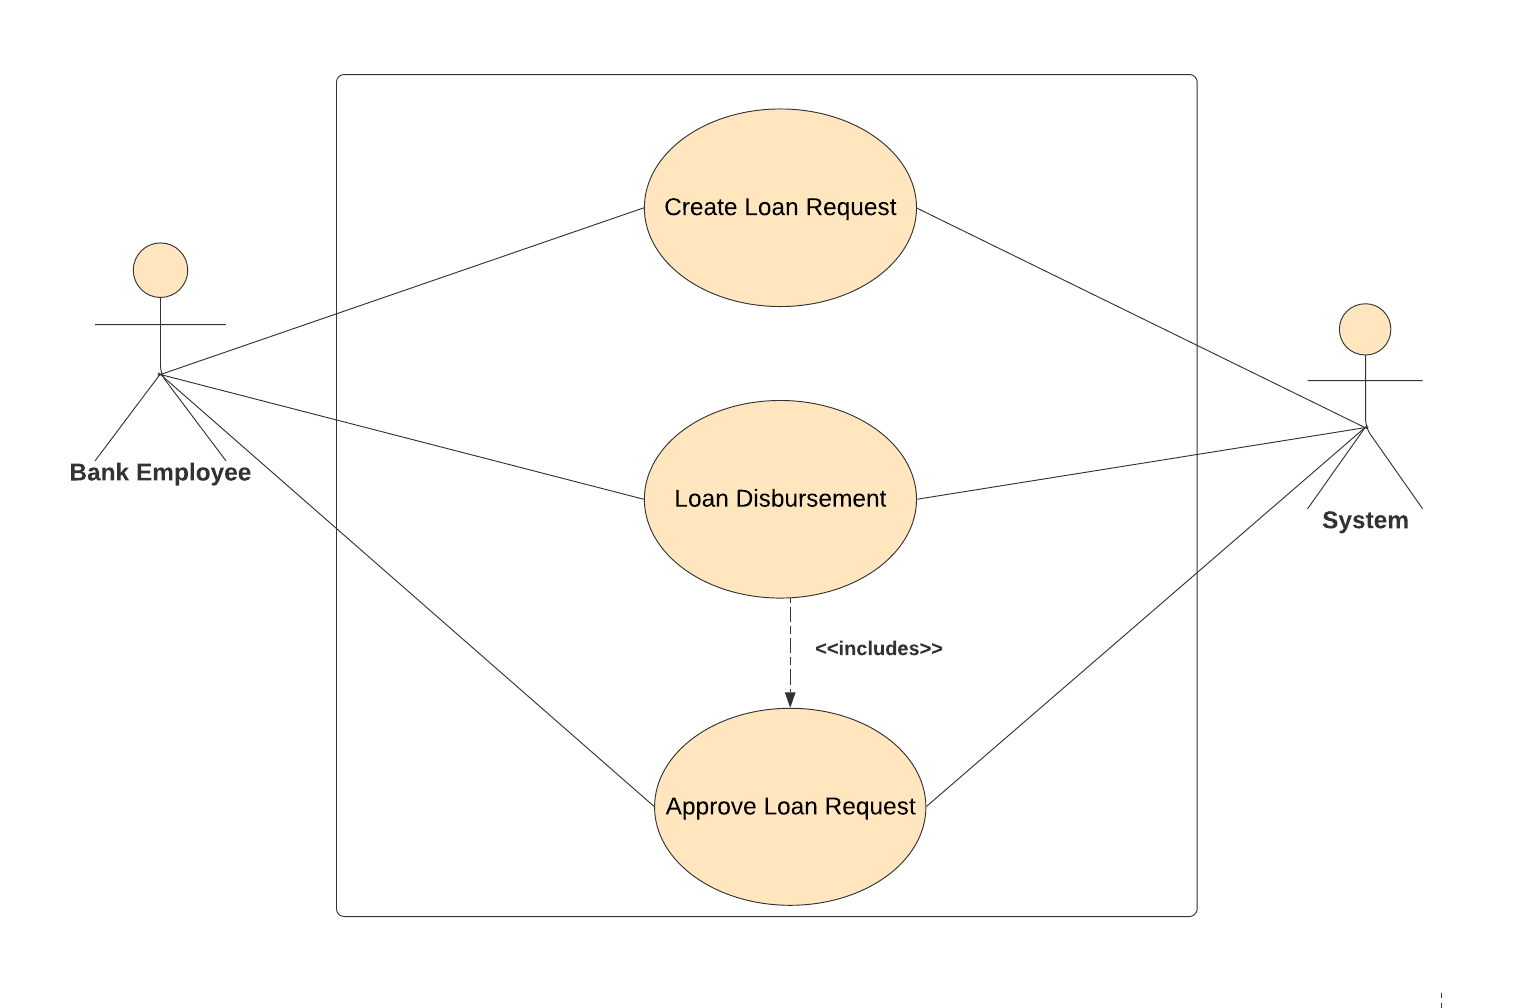 Create Loan Request
Bank Employee
Loan Disbursement
System
<<includes>>
Approve Loan Request